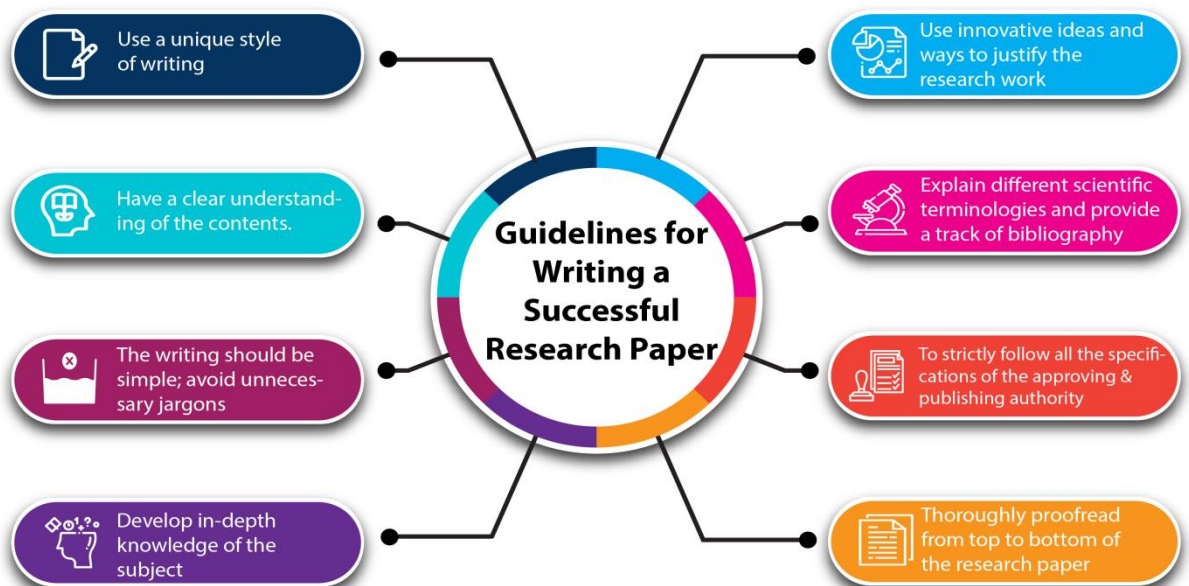 Use a unique style
of writing
Have a clear understand-
ing of the contents.
The writing should be
simple; avoid unneces-
sary jargons
Develop in-depth
knowledge of the
subject
Guidelines for
Writing a
Successful
Research Paper
Use innovative ideas and
ways to justify the
research work
Explain different scientific
terminologies and provide
a track of bibliography
To strictly follow all the specifi-
cations of the approving &
publishing authority
Thoroughly proofread
from top to bottom of
the research paper